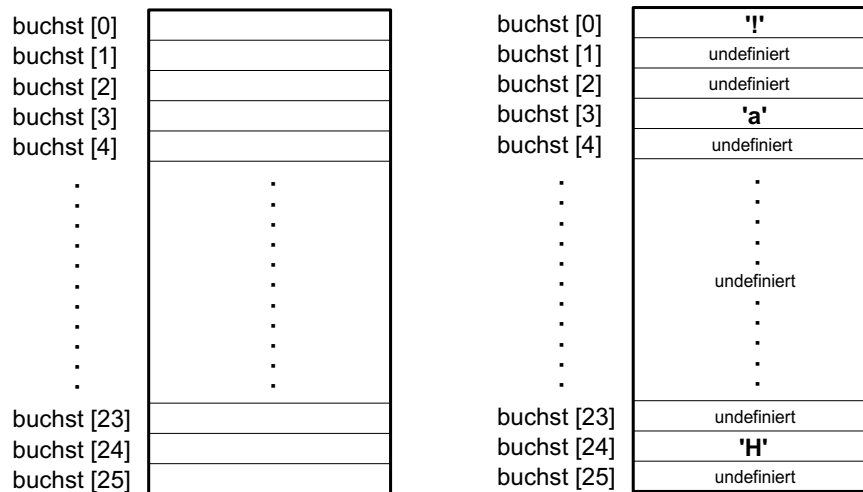 buchst [0]
buchst [1]
buchst [2]
buchst [3]
buchst [4]
buchst [23]
buchst [24]
buchst [25]
buchst [0] '!'
buchst [1] undefiniert
buchst [2] undefiniert
buchst [3] 'a'
buchst [4] undefiniert
undefiniert
buchst [23] undefiniert
buchst [24] 'H'
buchst [25] undefiniert